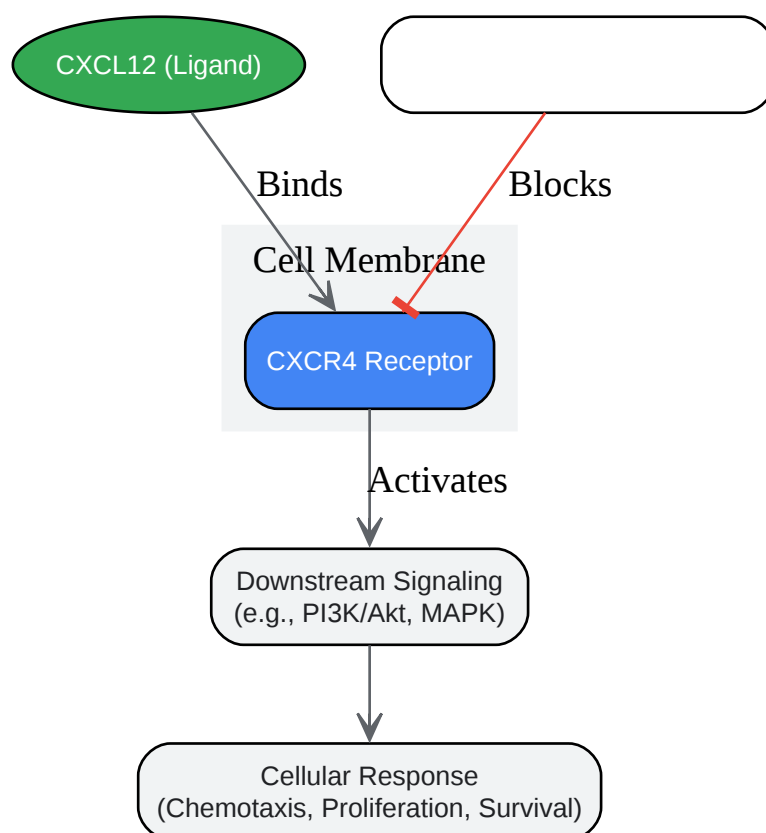 CXCL12 (Ligand)
Binds
Blocks
Cell Membrane
CXCR4 Receptor
Activates
Downstream Signaling
(e.g., PI3K/Akt, MAPK)
Cellular Response
(Chemotaxis, Proliferation, Survival)